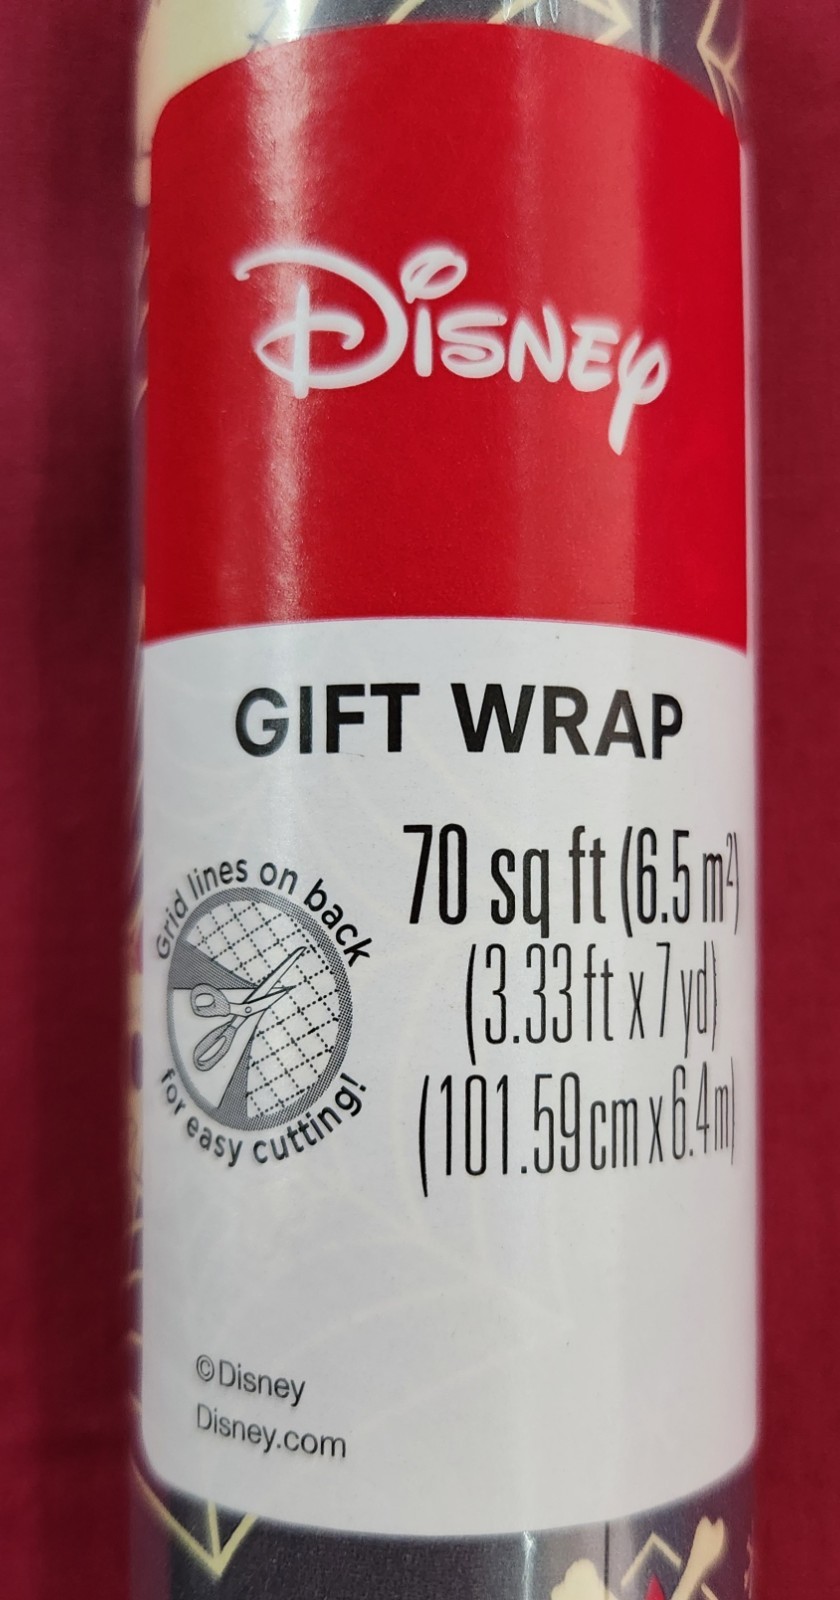 Disney
GIFT WRAP
70 sq ft (6.5 m²)
(3.33 ft x 7 yd)
(101.59 cm x 6.4 m)
Grid lines on back
for easy cutting!
©Disney
Disney.com